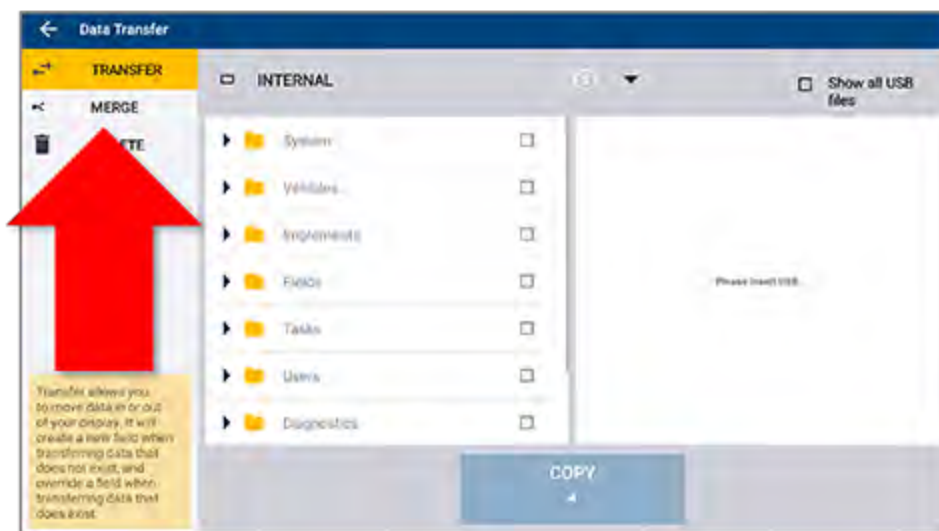 Data Transfer
TRANSFER
MERGE
ETE
INTERNAL
Show all USB
files
System
Vehicles
Implements
Fields
Tasks
Users
Diagnostics
Please insert USB
COPY
Transfer allows you
to move data in or out
of your display. It will
create a new field when
transferring data that
does not exist, and
override a field when
transferring data that
does exist.